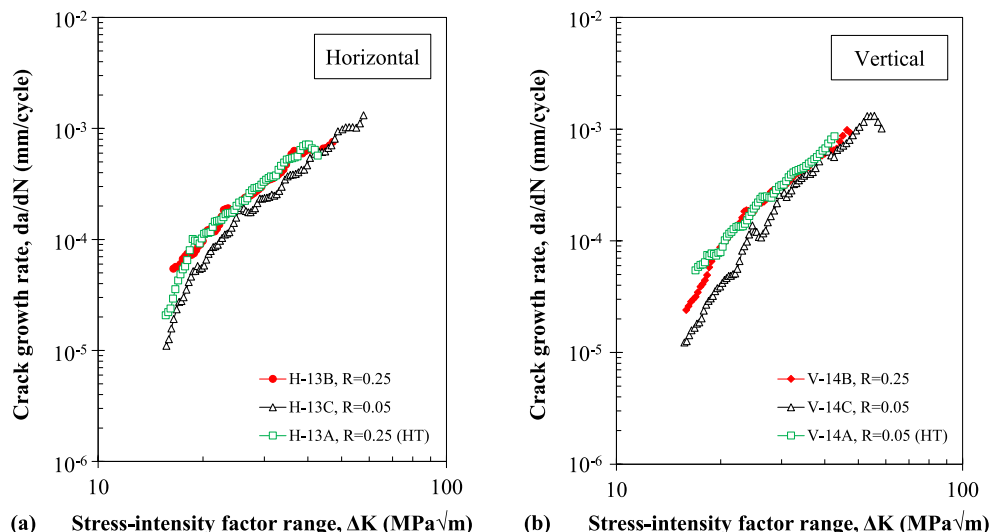 10-2
10-3
10-4
10-5
10-6
Crack growth rate, da/dN (mm/cycle)
Horizontal
H-13B, R=0.25
H-13C, R=0.05
H-13A, R=0.25 (HT)
10
100
(a) Stress-intensity factor range, ΔK (MPa√m)
10-2
10-3
10-4
10-5
10-6
Crack growth rate, da/dN (mm/cycle)
Vertical
V-14B, R=0.25
V-14C, R=0.05
V-14A, R=0.05 (HT)
10
100
(b) Stress-intensity factor range, ΔK (MPa√m)